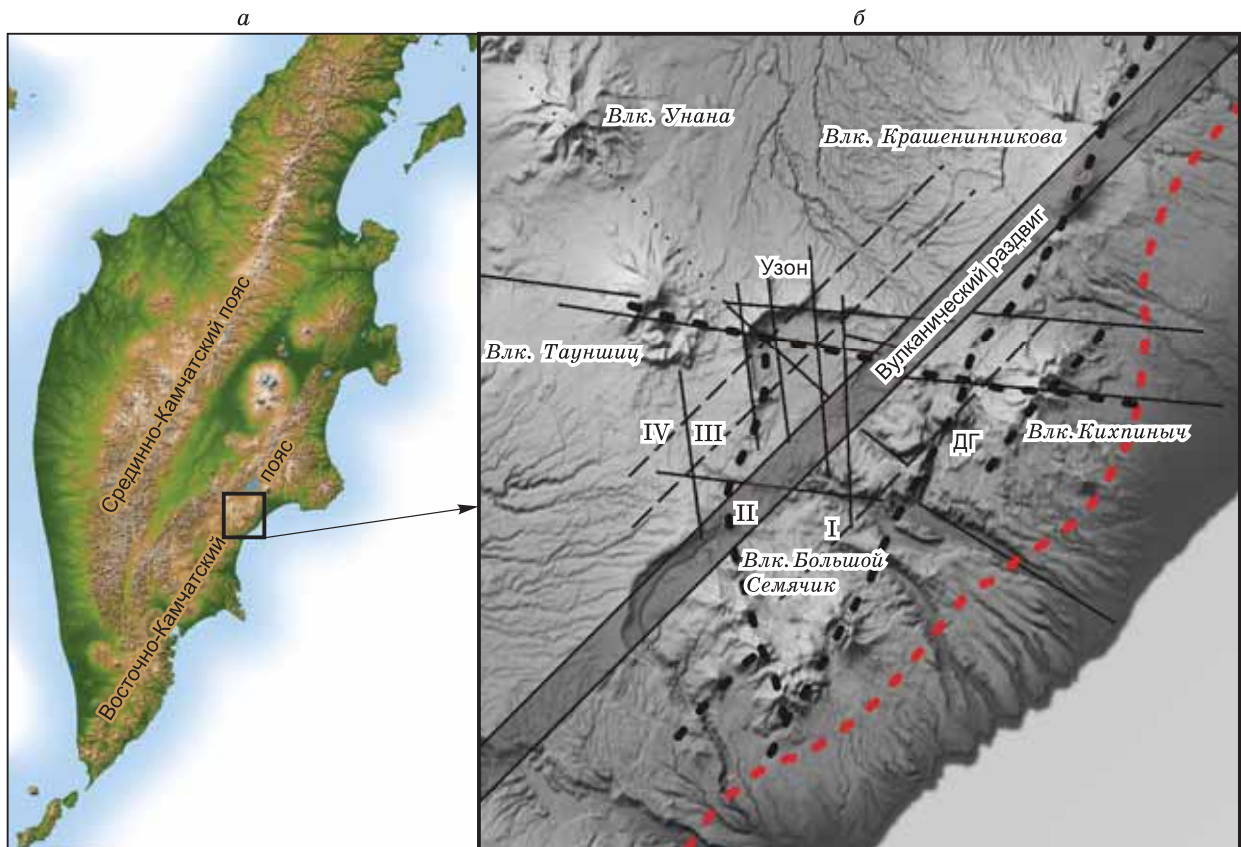 а
б
Срединно-Камчатский пояс
Восточно-Камчатский пояс
Влк. Унана
Влк. Крашенинникова
Узон
Вулканический раздвиг
Влк. Тауншиц
IV
III
ДГ
Влк. Кихпиныч
II
I
Влк. Большой
Семячик